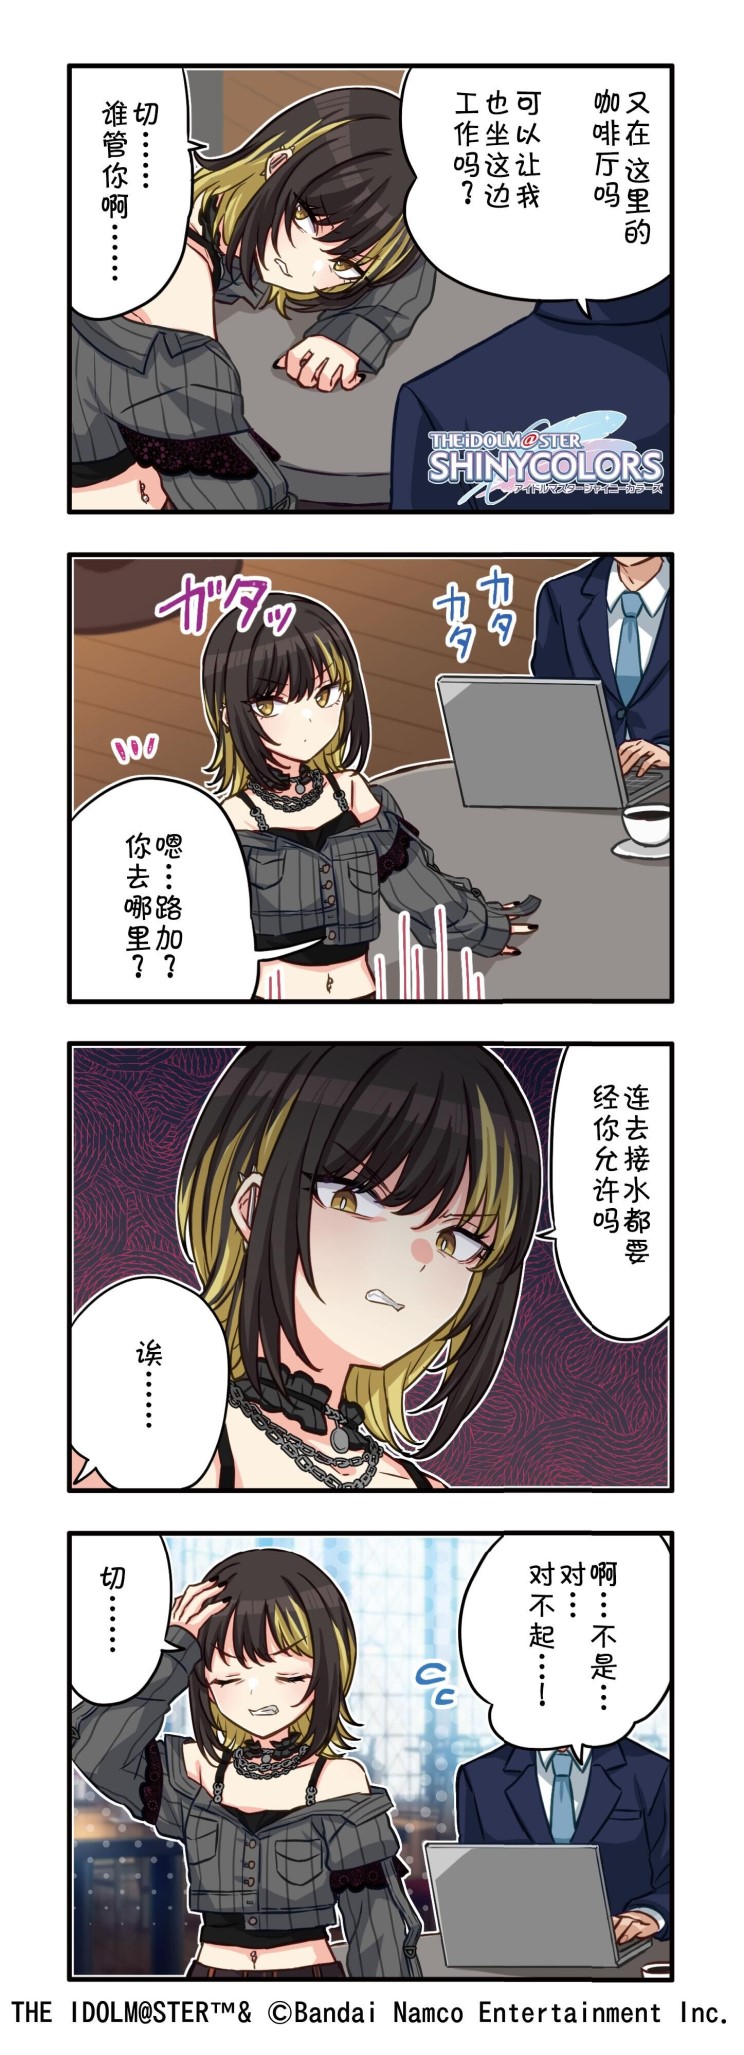 又在这里的
咖啡厅吗
可以让我
也坐这边
工作吗？
切……
谁管你啊……
THE iDOLM@STER
SHINYCOLORS
アイドルマスターシャイニーカラーズ
カタ
カタ
ガタッ
嗯…路加？
你去哪里？
连去接水都要
经你允许吗
诶……
啊…不是…
对…
对不起…！
切……
THE IDOLM@STER™& ©Bandai Namco Entertainment Inc.